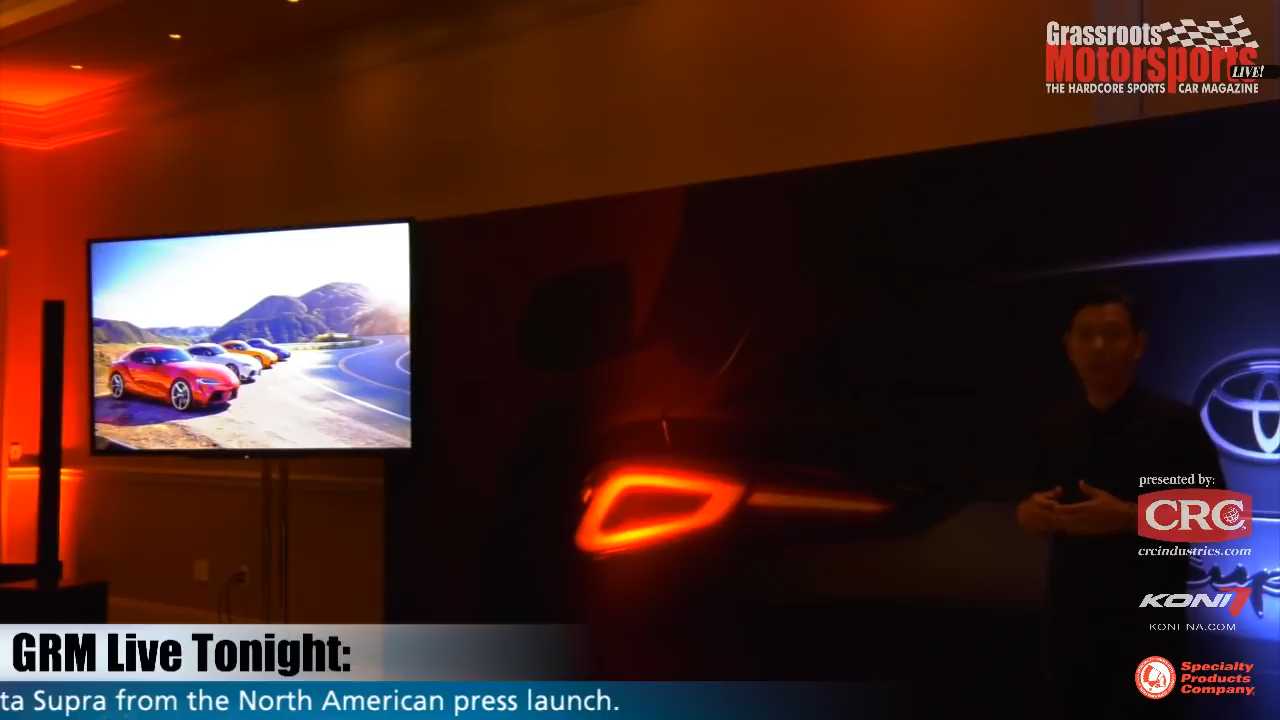 Grassroots
Motorsports
LIVE!
THE HARDCORE SPORTS CAR MAGAZINE
presented by:
CRC
crcindustries.com
KONI
KONI-NA.COM
Specialty
Products
Company
GRM Live Tonight:
ta Supra from the North American press launch.